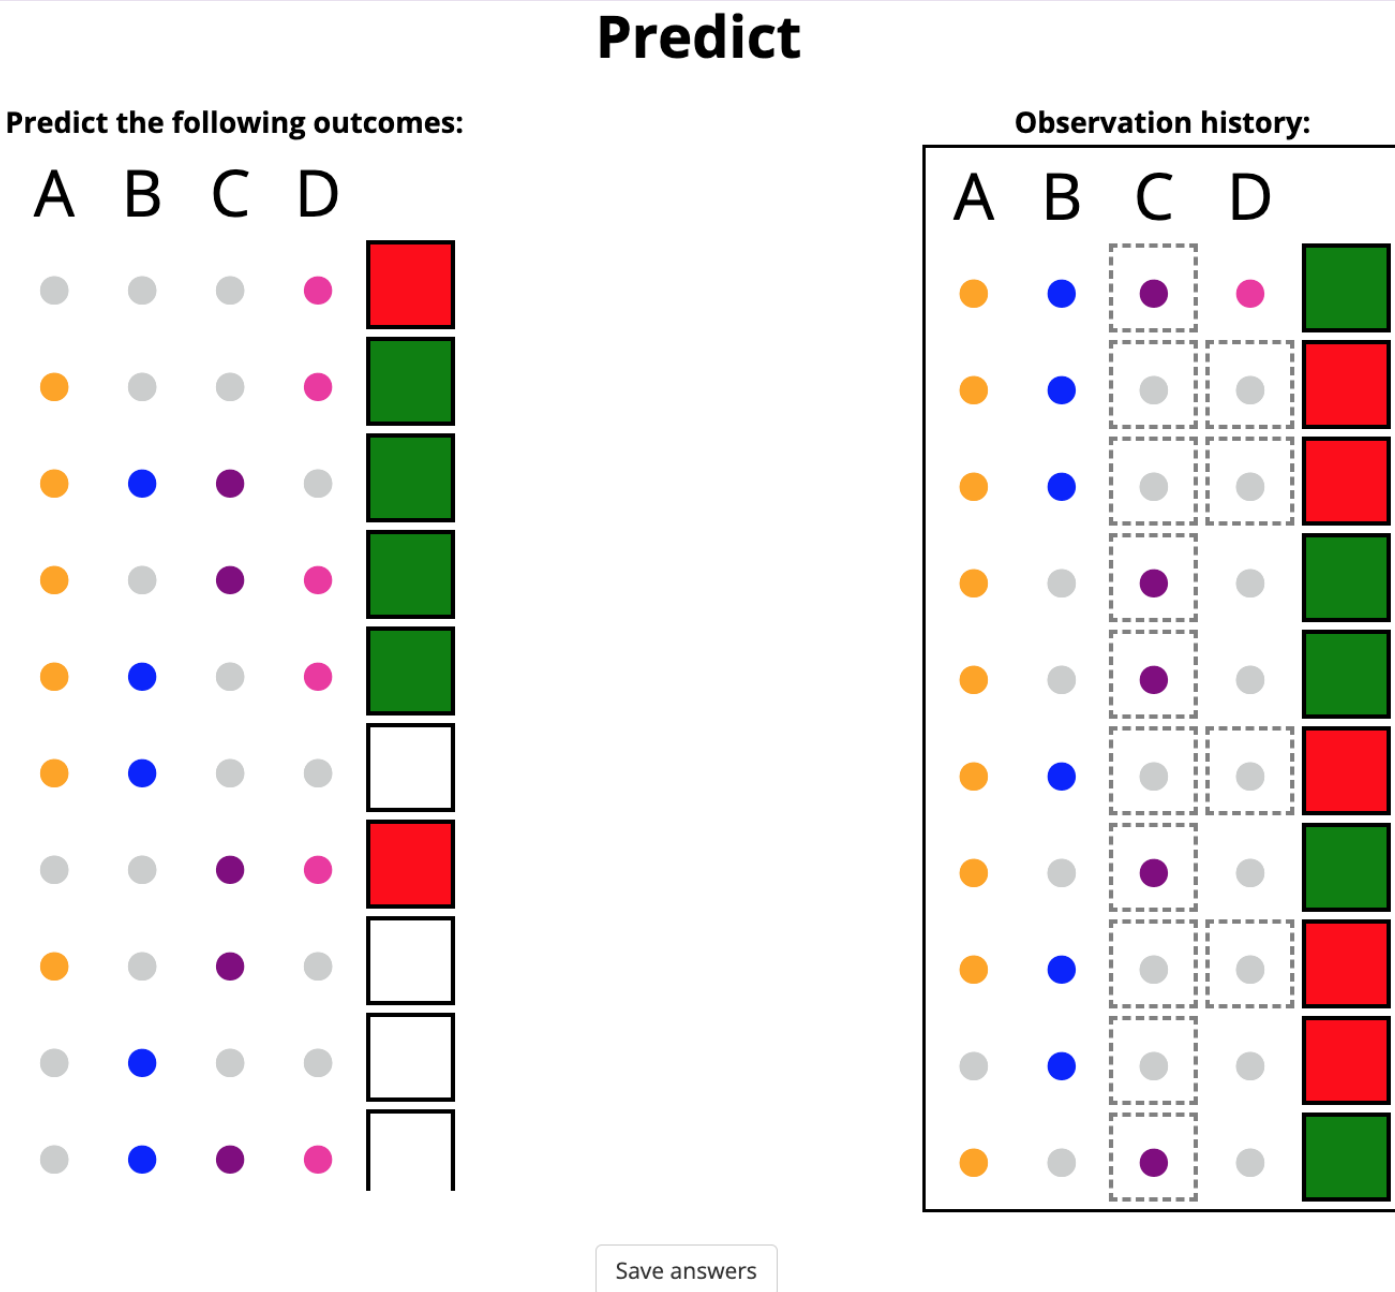 Predict
Predict the following outcomes:
A B C D
Observation history:
A B C D
Save answers